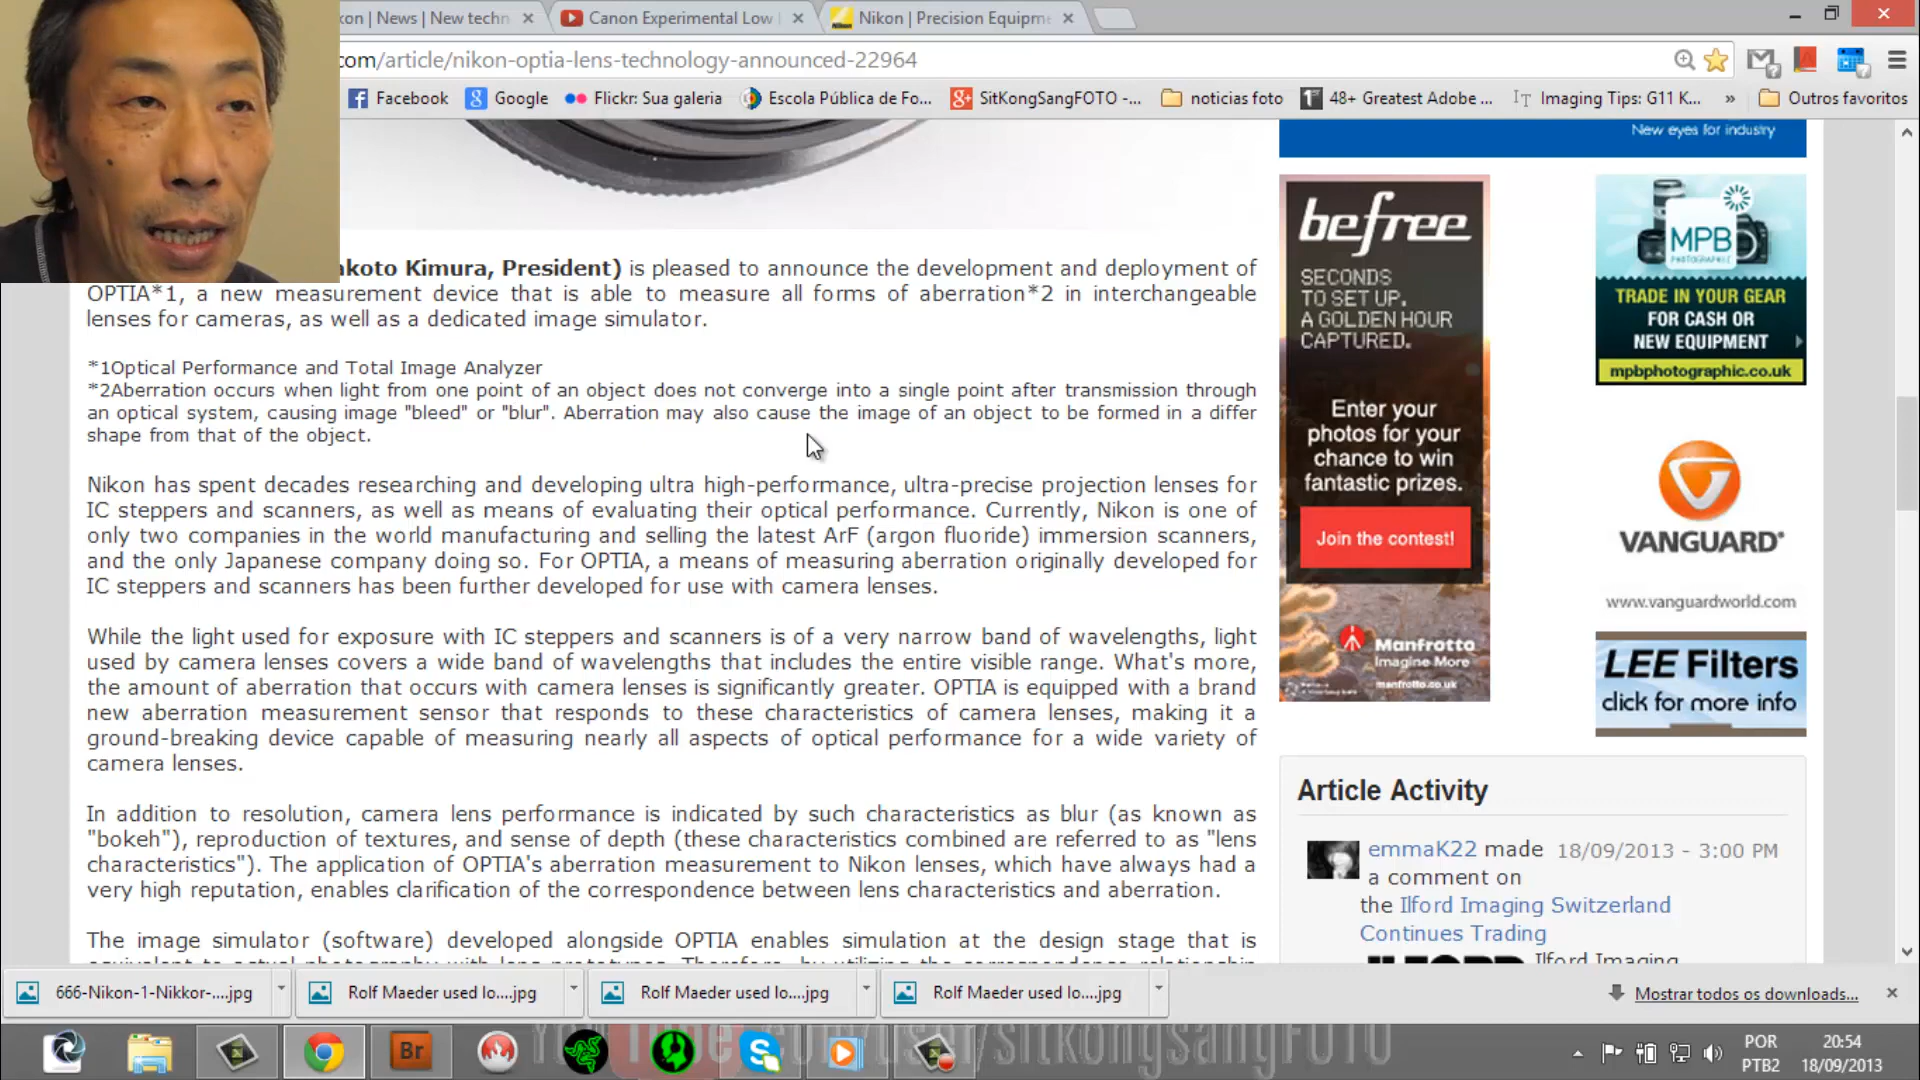 kon | News | New techn
Canon Experimental Low
Nikon | Precision Equipme
com/article/nikon-optia-lens-technology-announced-22964
Facebook
Google
Flickr: Sua galeria
Escola Pública de Fo...
SitKongSangFOTO -...
noticias foto
48+ Greatest Adobe ...
Imaging Tips: G11 K...
»
Outros favoritos
New eyes for industry
akoto Kimura, President) is pleased to announce the development and deployment of
OPTIA*1, a new measurement device that is able to measure all forms of aberration*2 in interchangeable
lenses for cameras, as well as a dedicated image simulator.
*1Optical Performance and Total Image Analyzer
*2Aberration occurs when light from one point of an object does not converge into a single point after transmission through
an optical system, causing image "bleed" or "blur". Aberration may also cause the image of an object to be formed in a differ
shape from that of the object.
Nikon has spent decades researching and developing ultra high-performance, ultra-precise projection lenses for
IC steppers and scanners, as well as means of evaluating their optical performance. Currently, Nikon is one of
only two companies in the world manufacturing and selling the latest ArF (argon fluoride) immersion scanners,
and the only Japanese company doing so. For OPTIA, a means of measuring aberration originally developed for
IC steppers and scanners has been further developed for use with camera lenses.
While the light used for exposure with IC steppers and scanners is of a very narrow band of wavelengths, light
used by camera lenses covers a wide band of wavelengths that includes the entire visible range. What's more,
the amount of aberration that occurs with camera lenses is significantly greater. OPTIA is equipped with a brand
new aberration measurement sensor that responds to these characteristics of camera lenses, making it a
ground-breaking device capable of measuring nearly all aspects of optical performance for a wide variety of
camera lenses.
In addition to resolution, camera lens performance is indicated by such characteristics as blur (as known as
"bokeh"), reproduction of textures, and sense of depth (these characteristics combined are referred to as "lens
characteristics"). The application of OPTIA's aberration measurement to Nikon lenses, which have always had a
very high reputation, enables clarification of the correspondence between lens characteristics and aberration.
The image simulator (software) developed alongside OPTIA enables simulation at the design stage that is
equivalent to actual photography with lens prototypes. Therefore, by utilizing the correspondence relationship
befree
SECONDS
TO SET UP.
A GOLDEN HOUR
CAPTURED.
Enter your
photos for your
chance to win
fantastic prizes.
Join the contest!
Manfrotto
Imagine More
manfrotto.co.uk
MPB
PHOTOGRAPHIC
TRADE IN YOUR GEAR
FOR CASH OR
NEW EQUIPMENT
mpbphotographic.co.uk
VANGUARD
www.vanguardworld.com
LEE Filters
click for more info
Article Activity
emmaK22 made 18/09/2013 - 3:00 PM
a comment on
the Ilford Imaging Switzerland
Continues Trading
ILFORD Ilford Imaging
666-Nikon-1-Nikkor-....jpg
Rolf Maeder used lo....jpg
Rolf Maeder used lo....jpg
Rolf Maeder used lo....jpg
Mostrar todos os downloads...
Br
YouTube.com/user/sitkongsangFOTO
POR
PTB2
20:54
18/09/2013